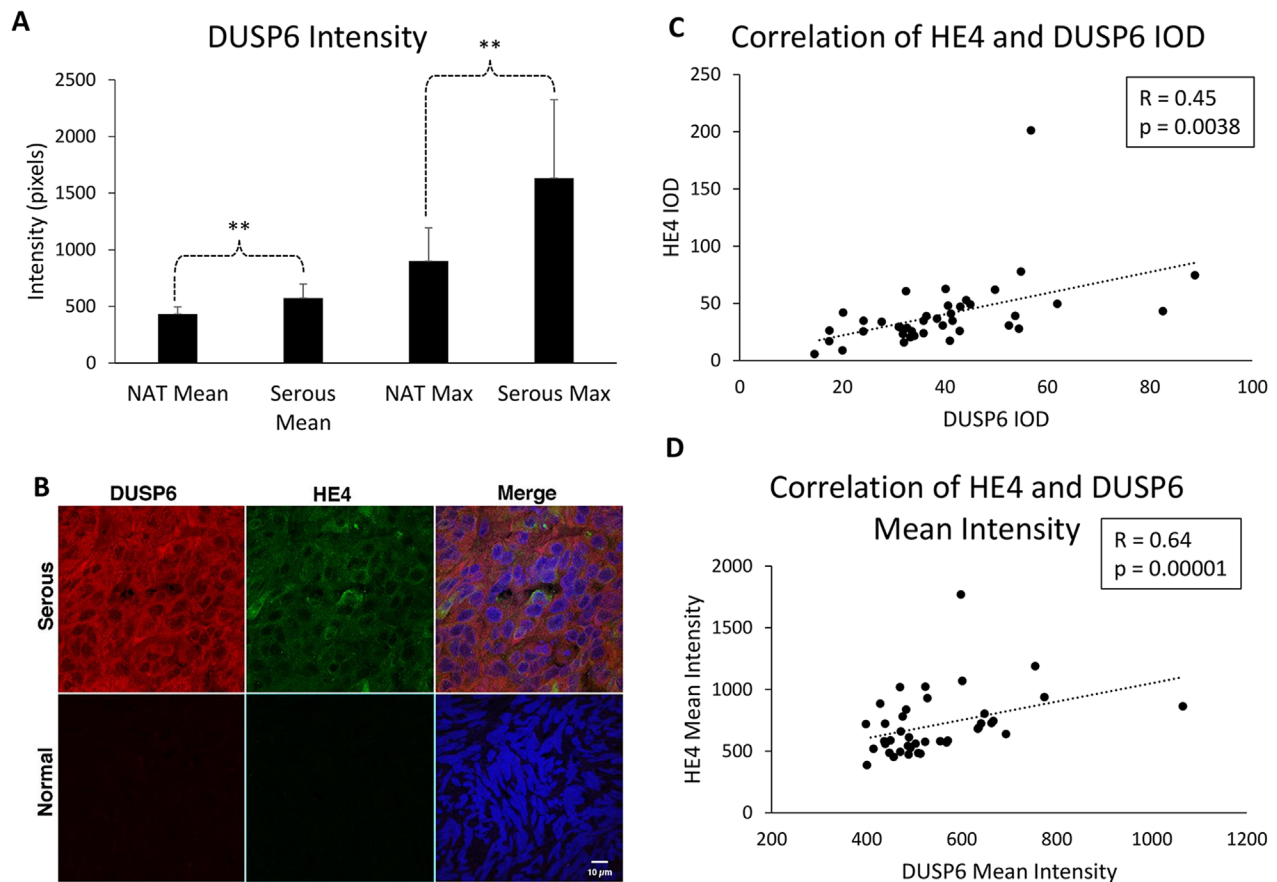 A
DUSP6 Intensity
**
**
Intensity (pixels)
2500
2000
1500
1000
500
0
NAT Mean
Serous
Mean
NAT Max
Serous Max
B
DUSP6
HE4
Merge
Serous
Normal
10 µm
C
Correlation of HE4 and DUSP6 IOD
R = 0.45
p = 0.0038
HE4 IOD
250
200
150
100
50
0
0 20 40 60 80 100
DUSP6 IOD
D
Correlation of HE4 and DUSP6
Mean Intensity
R = 0.64
p = 0.00001
HE4 Mean Intensity
2000
1500
1000
500
0
200 400 600 800 1000 1200
DUSP6 Mean Intensity